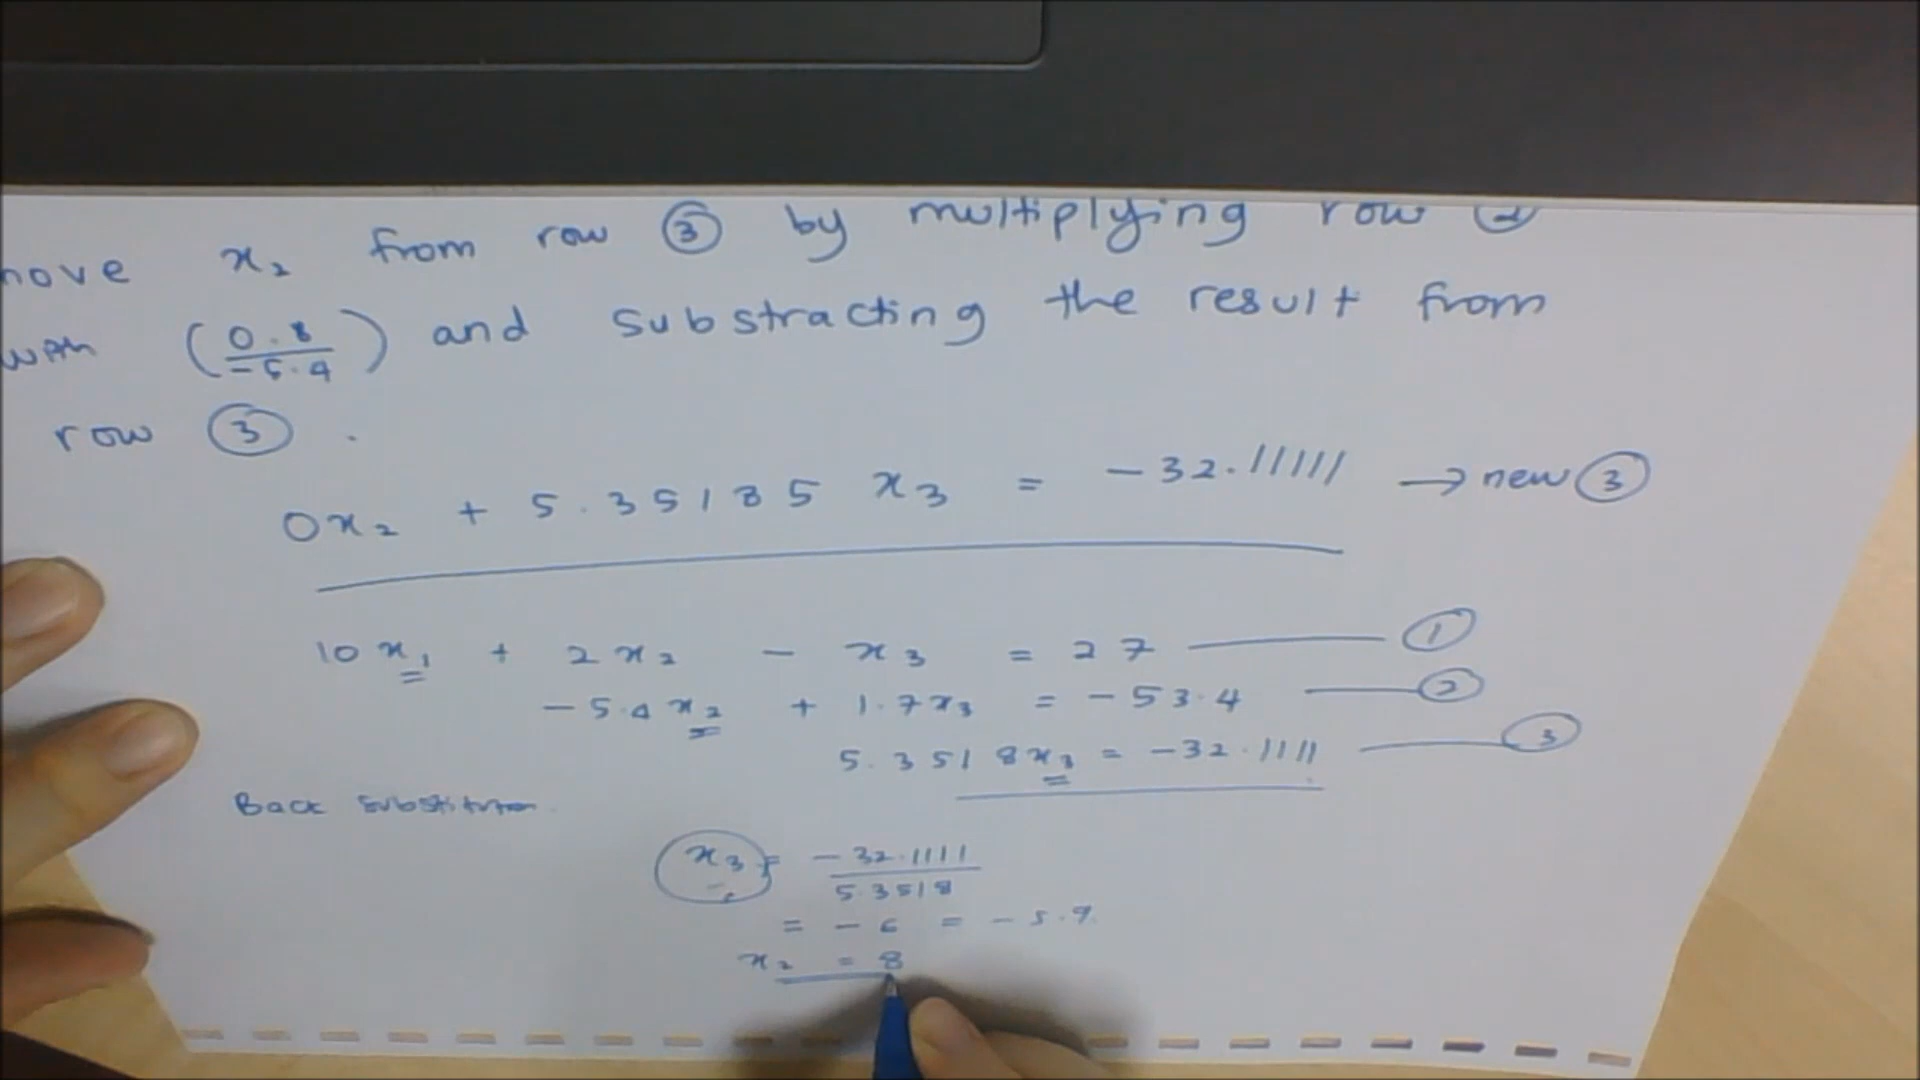 move x₂ from row ③ by multiplying row ②
with (0.8/-5.4) and substracting the result from
row ③.
0x₂ + 5.35185 x₃ = -32.11111 → new ③
10x₁ + 2x₂ - x₃ = 27 — ①
-5.4x₂ + 1.7x₃ = -53.4 — ②
5.3518x₃ = -32.1111 — ③
Back Substitution
x₃ = -32.1111/5.3518
= -6 = -5.9
x₂ = 8